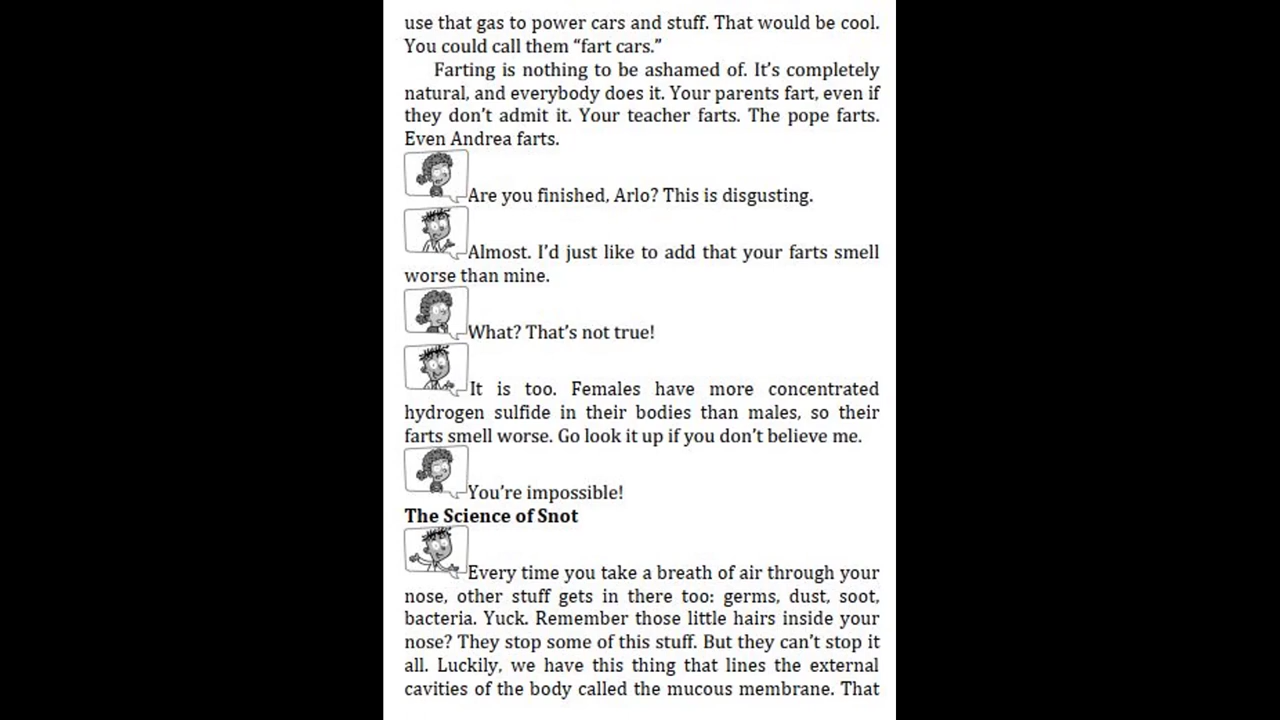 use that gas to power cars and stuff. That would be cool.
You could call them “fart cars.”
Farting is nothing to be ashamed of. It’s completely
natural, and everybody does it. Your parents fart, even if
they don’t admit it. Your teacher farts. The pope farts.
Even Andrea farts.
Are you finished, Arlo? This is disgusting.
Almost. I’d just like to add that your farts smell
worse than mine.
What? That’s not true!
It is too. Females have more concentrated
hydrogen sulfide in their bodies than males, so their
farts smell worse. Go look it up if you don’t believe me.
You’re impossible!
The Science of Snot
Every time you take a breath of air through your
nose, other stuff gets in there too: germs, dust, soot,
bacteria. Yuck. Remember those little hairs inside your
nose? They stop some of this stuff. But they can’t stop it
all. Luckily, we have this thing that lines the external
cavities of the body called the mucous membrane. That